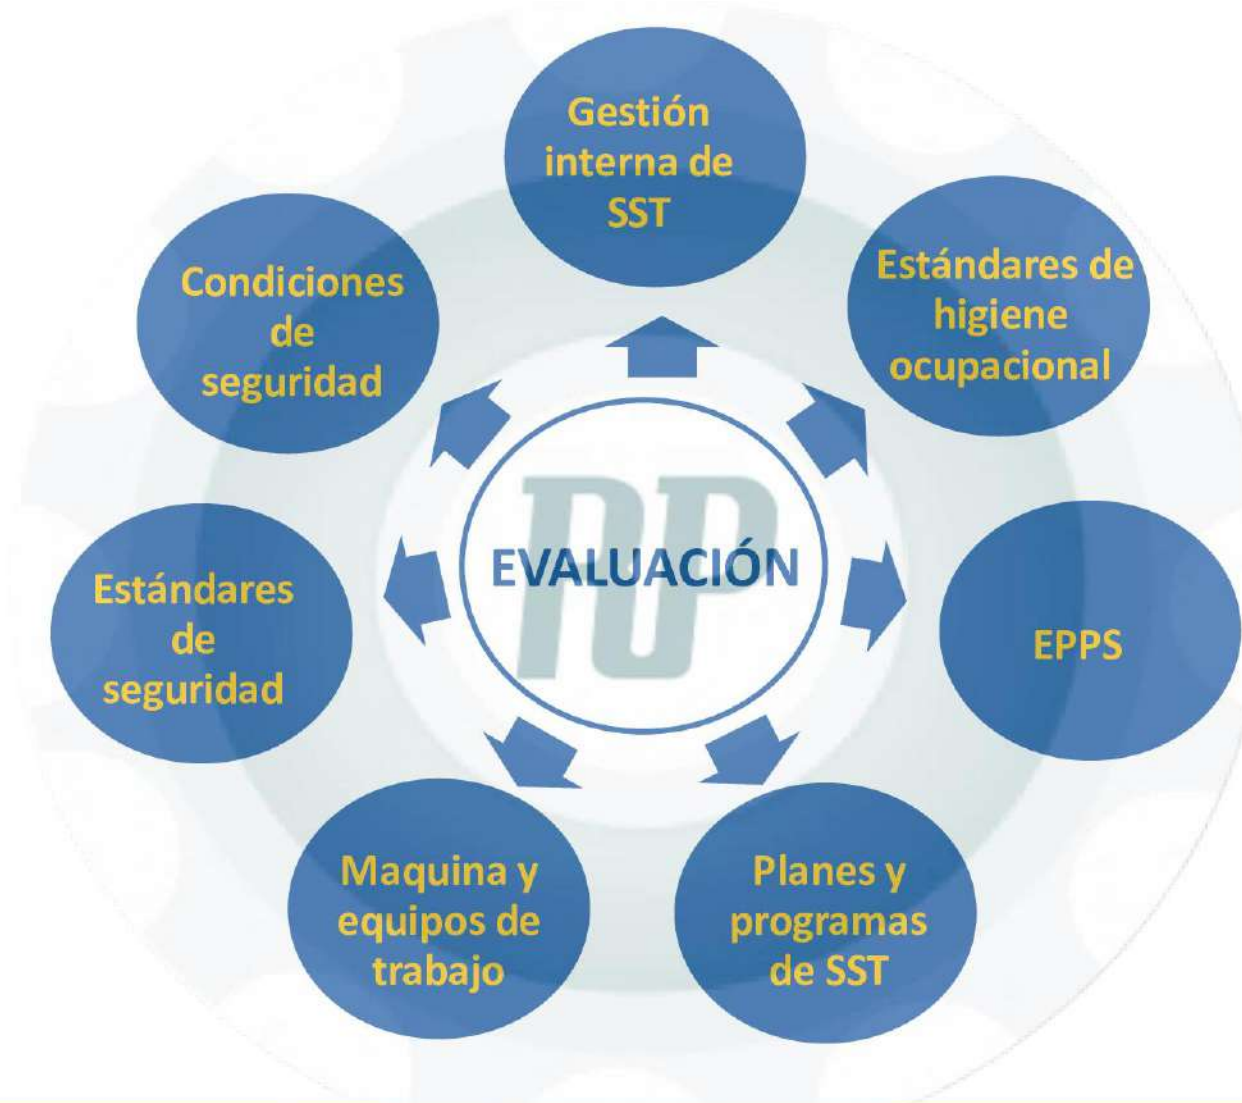 Gestión
interna de
SST
Estándares de
higiene
ocupacional
EPPS
Planes y
programas
de SST
Maquina y
equipos de
trabajo
Estándares
de
seguridad
Condiciones
de
seguridad
EVALUACIÓN